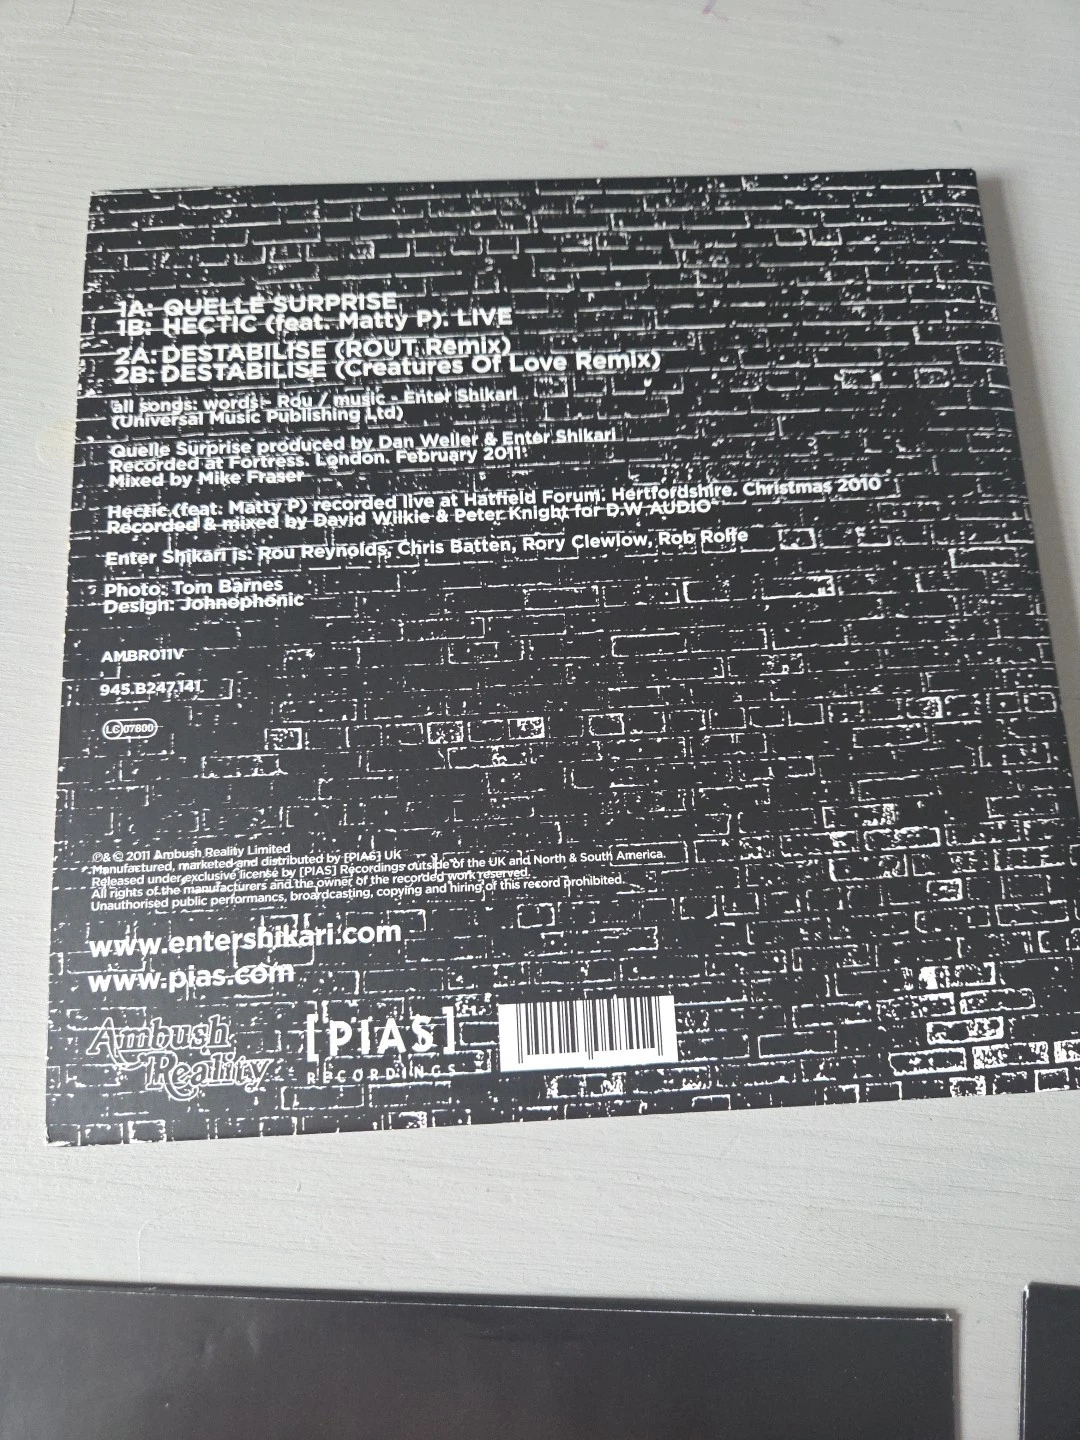 1A: QUELLE SURPRISE
1B: HECTIC (feat. Matty P). LIVE
2A: DESTABILISE (ROUT Remix)
2B: DESTABILISE (Creatures Of Love Remix)
all songs: words - Rou / music - Enter Shikari
(Universal Music Publishing Ltd)
Quelle Surprise produced by Dan Weller & Enter Shikari
Recorded at Fortress. London. February 2011.
Mixed by Mike Fraser
Hectic (feat. Matty P) recorded live at Hatfield Forum. Hertfordshire. Christmas 2010
Recorded & mixed by David Wilkie & Peter Knight for D.W AUDIO
Enter Shikari is: Rou Reynolds, Chris Batten, Rory Clewlow, Rob Rolfe
Photo: Tom Barnes
Design: Johnophonic
AMBR011V
945.B247.141
LC 07800
℗ & © 2011 Ambush Reality Limited
Manufactured, marketed and distributed by [PIAS] UK
Released under exclusive license by [PIAS] Recordings outside of the UK and North & South America.
All rights of the manufacturers and the owner of the recorded work reserved.
Unauthorised public performancs, broardcasting, copying and hiring of this record prohibited.
www.entershikari.com
www.pias.com
Ambush
Reality
[PIAS]
RECORDINGS